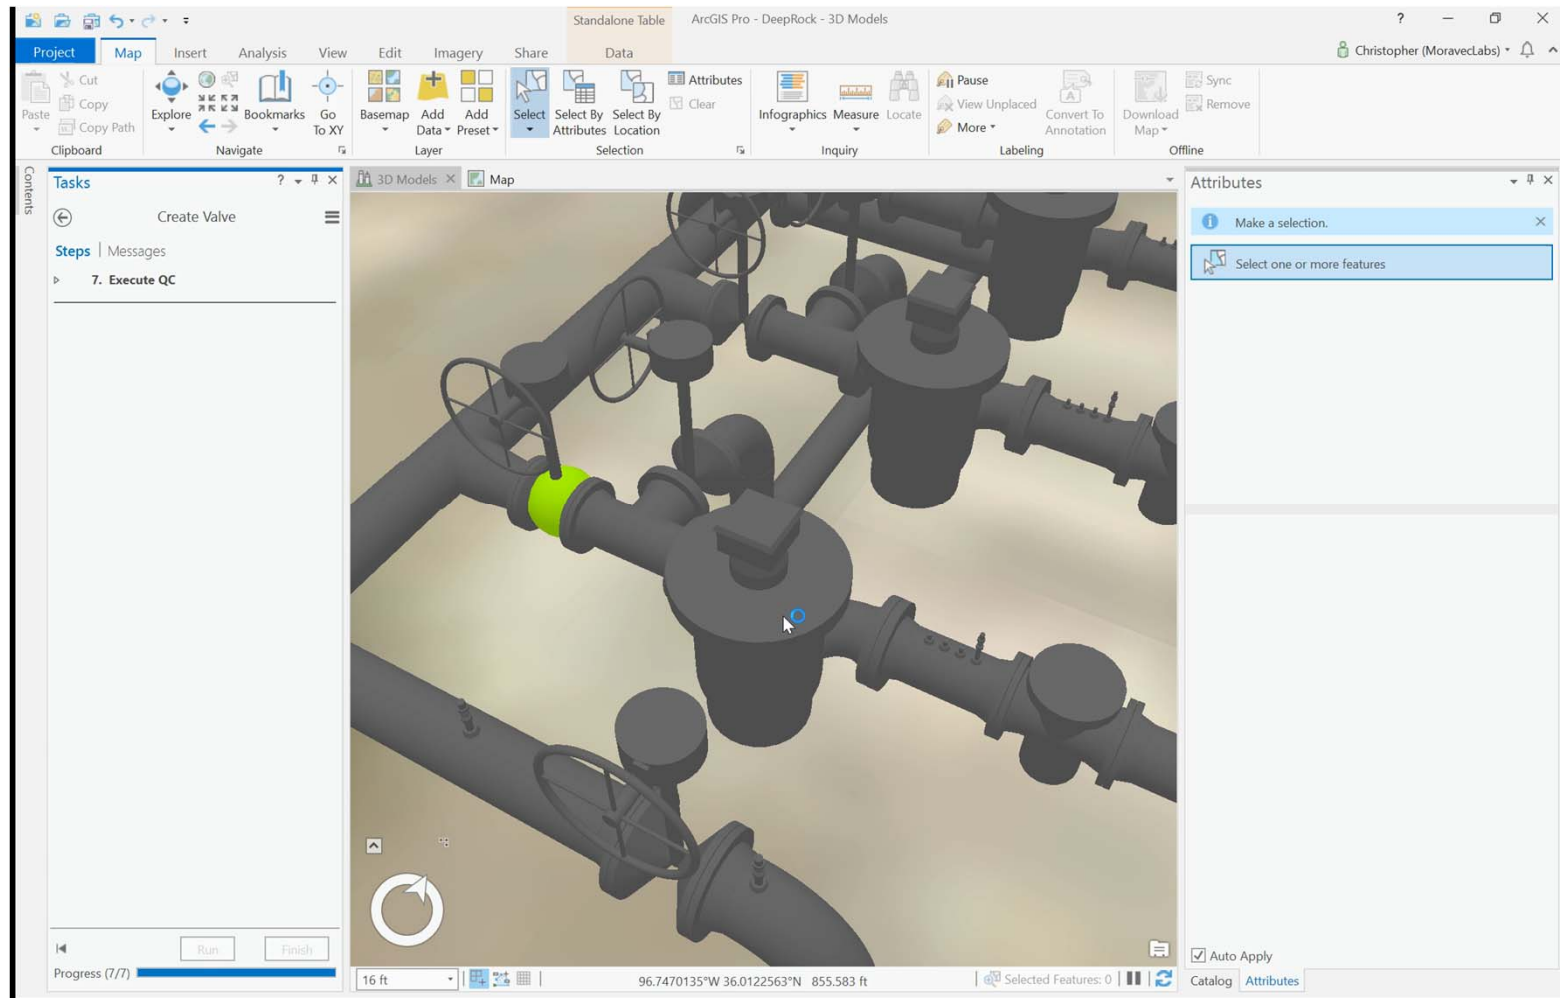 Standalone Table
ArcGIS Pro - DeepRock - 3D Models
?
Project Map Insert Analysis View Edit Imagery Share Data
Christopher (MoravecLabs)
Paste
Cut
Copy
Copy Path
Clipboard
Explore
Bookmarks
Go
To XY
Navigate
Basemap
Add
Data
Add
Preset
Layer
Select
Select By
Attributes
Select By
Location
Attributes
Clear
Selection
Infographics
Measure
Locate
Inquiry
Pause
View Unplaced
More
Convert To
Annotation
Labeling
Download
Map
Sync
Remove
Offline
Contents
Tasks
?
Create Valve
Steps | Messages
7. Execute QC
Run
Finish
Progress (7/7)
3D Models
Map
16 ft
96.7470135°W 36.0122563°N 855.583 ft
Selected Features: 0
Attributes
Make a selection.
Select one or more features
Auto Apply
Catalog
Attributes